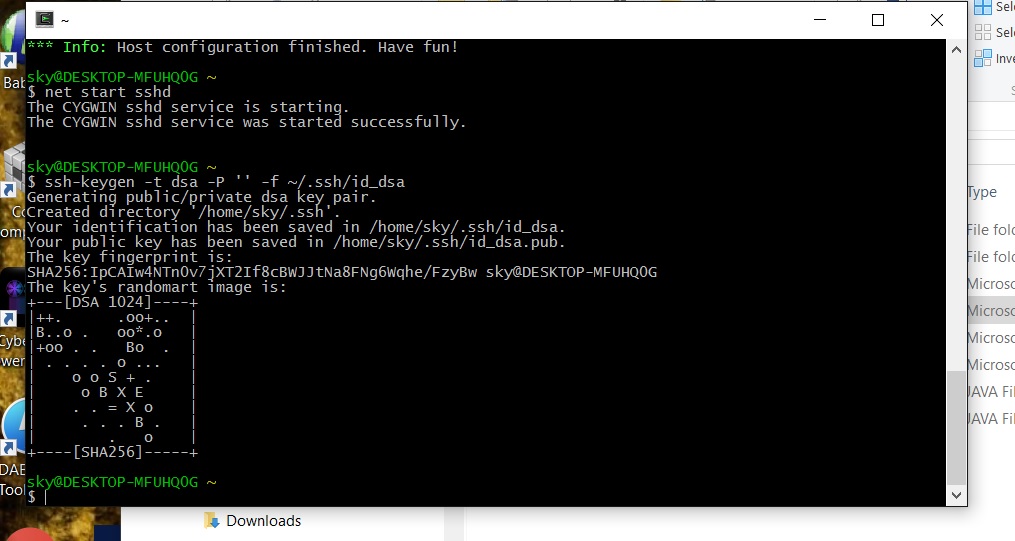 ~
*** Info: Host configuration finished. Have fun!
sky@DESKTOP-MFUHQOG ~
$ net start sshd
The CYGWIN sshd service is starting.
The CYGWIN sshd service was started successfully.
sky@DESKTOP-MFUHQOG ~
$ ssh-keygen -t dsa -P '' -f ~/.ssh/id_dsa
Generating public/private dsa key pair.
Created directory '/home/sky/.ssh'.
Your identification has been saved in /home/sky/.ssh/id_dsa.
Your public key has been saved in /home/sky/.ssh/id_dsa.pub.
The key fingerprint is:
SHA256:IpCAIw4NTnOv7jXT2If8cBWJJtNa8FNg6Wqhe/FzyBw sky@DESKTOP-MFUHQOG
The key's randomart image is:
+---[DSA 1024]----+
|++.      .oo+..  |
|B..o .   oo*.o   |
|+oo . .   Bo  .  |
| . . . . o ...   |
|    o o S + .    |
|     o B X E     |
|    . . = X o    |
|     . . . B .   |
|        .   o    |
+----[SHA256]-----+
sky@DESKTOP-MFUHQOG ~
$
Bab
Co
omp
Cybe
wer
DAE
Tool
Downloads
Sele
Sele
Inve
Type
File fold
File fold
Microso
Microso
Microso
Microso
JAVA Fil
JAVA Fil